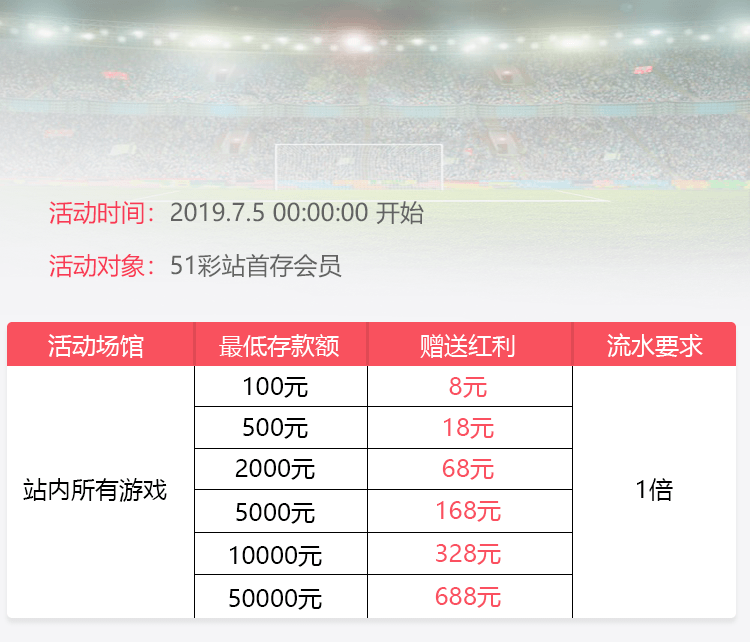 活动时间：2019.7.5 00:00:00 开始
活动对象：51彩站首存会员
活动场馆 最低存款额 赠送红利 流水要求
100元 8元
500元 18元
2000元 68元
站内所有游戏 1倍
5000元 168元
10000元 328元
50000元 688元